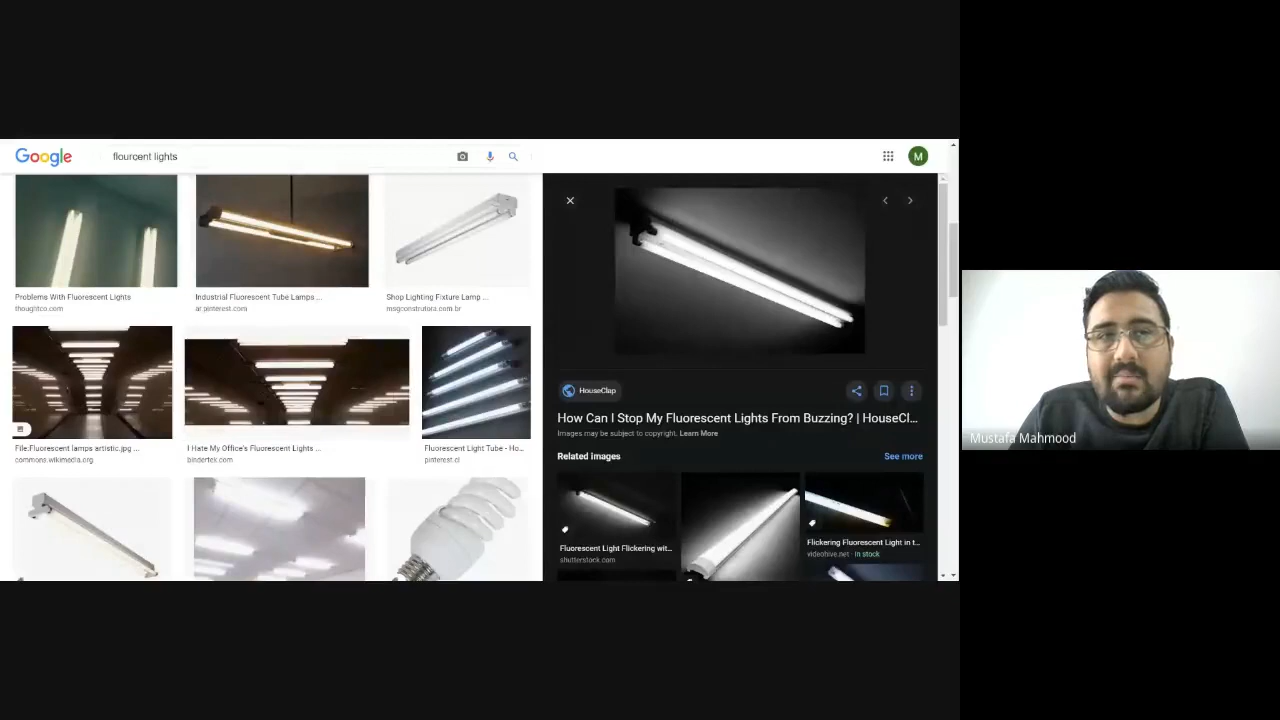 Google
flourcent lights
M
Problems With Fluorescent Lights
thoughtco.com
Industrial Fluorescent Tube Lamps ...
ar.pinterest.com
Shop Lighting Fixture Lamp ...
msgconstrutora.com.br
File:Fluorescent lamps artistic.jpg ...
commons.wikimedia.org
I Hate My Office's Fluorescent Lights ...
bindertek.com
Fluorescent Light Tube - Ho...
pinterest.cl
HouseClap
How Can I Stop My Fluorescent Lights From Buzzing? | HouseCl...
Images may be subject to copyright. Learn More
Related images
See more
Fluorescent Light Flickering wit...
shutterstock.com
Flickering Fluorescent Light in t...
videohive.net · In stock
Mustafa Mahmood